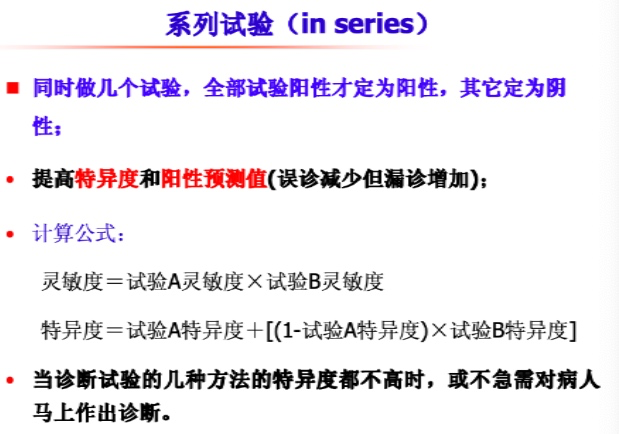 系列试验（in series）
同时做几个试验，全部试验阳性才定为阳性，其它定为阴
性；
提高特异度和阳性预测值(误诊减少但漏诊增加)；
计算公式：
灵敏度＝试验A灵敏度×试验B灵敏度
特异度＝试验A特异度＋[(1-试验A特异度)×试验B特异度]
当诊断试验的几种方法的特异度都不高时，或不急需对病人
马上作出诊断。